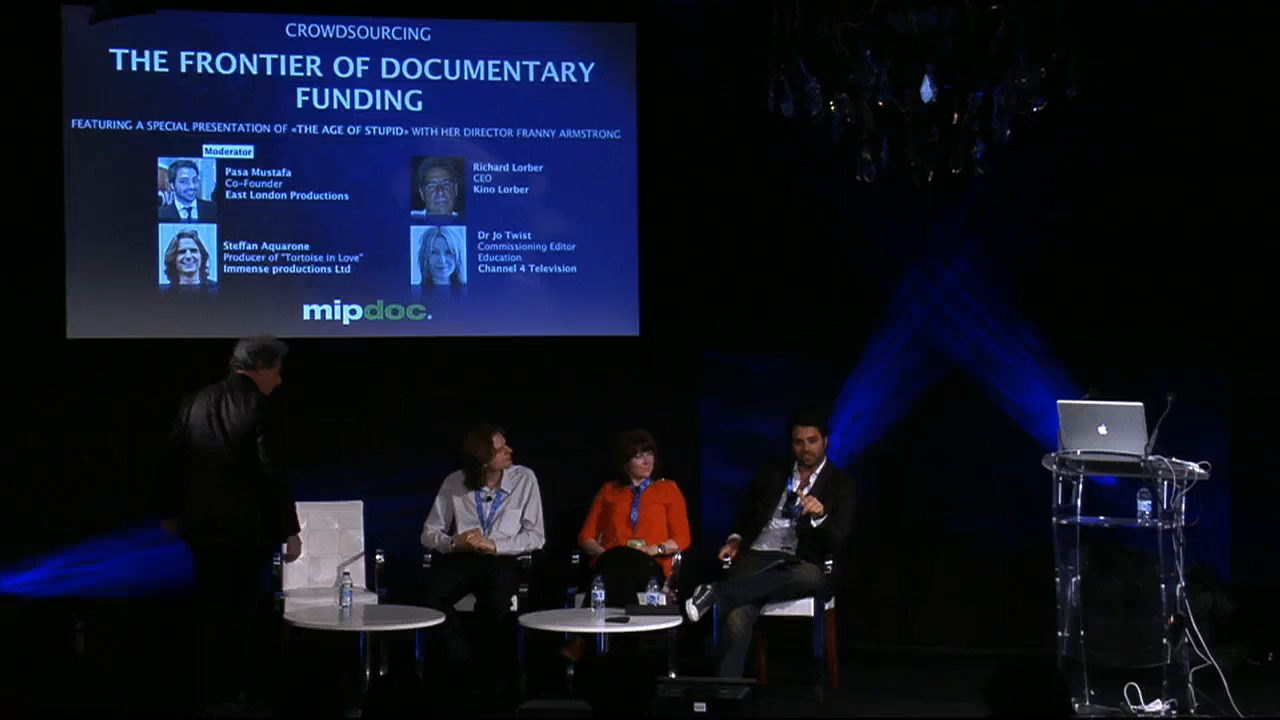 CROWDSOURCING
THE FRONTIER OF DOCUMENTARY
FUNDING
FEATURING A SPECIAL PRESENTATION OF «THE AGE OF STUPID» WITH HER DIRECTOR FRANNY ARMSTRONG
Moderator
Pasa Mustafa
Co-Founder
East London Productions
Richard Lorber
CEO
Kino Lorber
Steffan Aquarone
Producer of "Tortoise in Love"
Immense productions Ltd
Dr Jo Twist
Commissioning Editor
Education
Channel 4 Television
mipdoc.